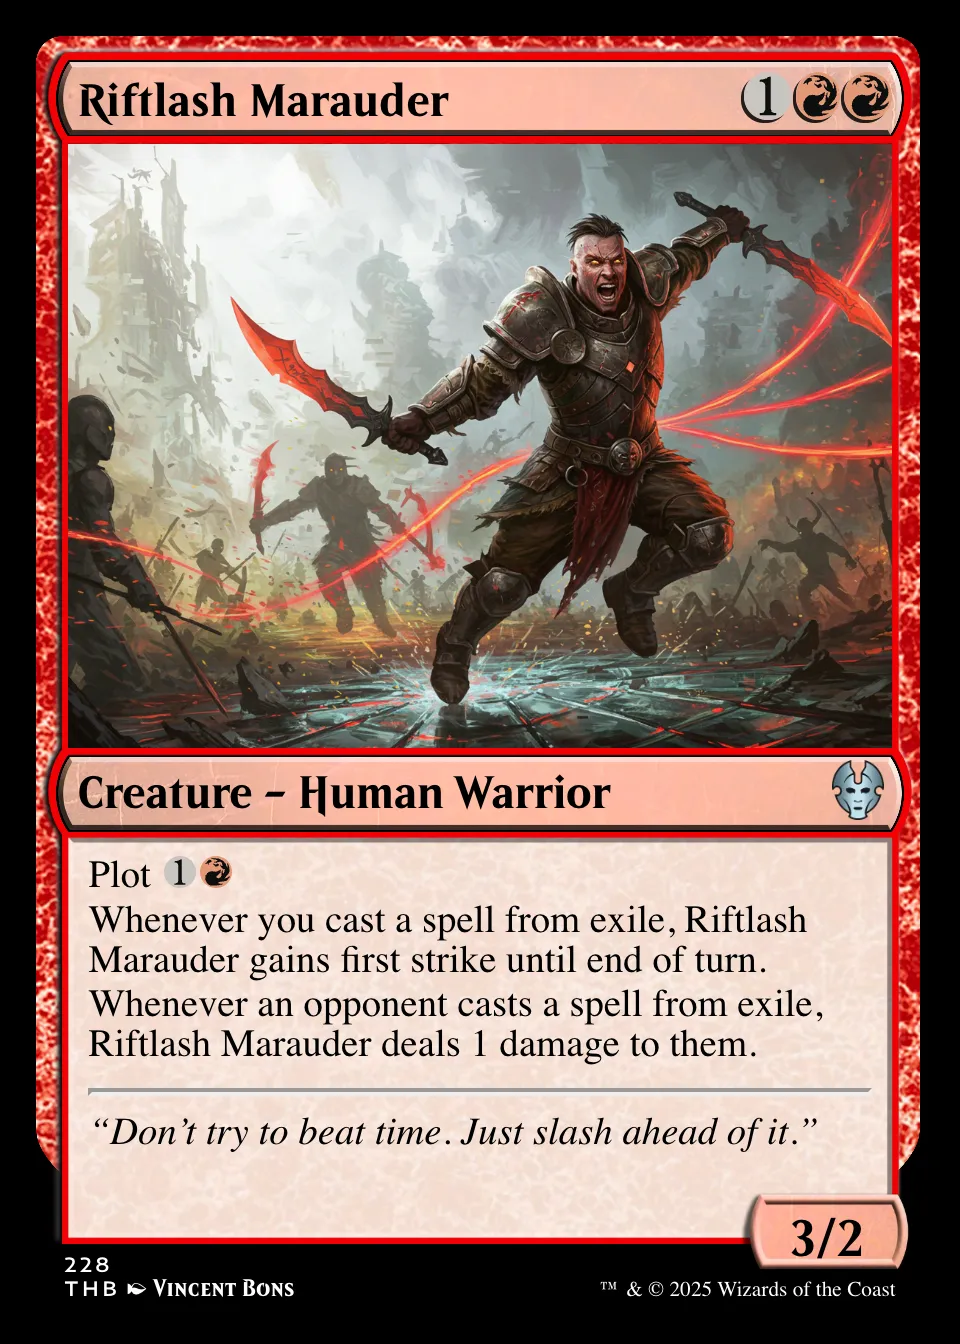 Riftlash Marauder 1
Creature – Human Warrior
Plot 1
Whenever you cast a spell from exile, Riftlash
Marauder gains first strike until end of turn.
Whenever an opponent casts a spell from exile,
Riftlash Marauder deals 1 damage to them.
“Don’t try to beat time. Just slash ahead of it.”
3/2
228
THB Vincent Bons
™ & © 2025 Wizards of the Coast